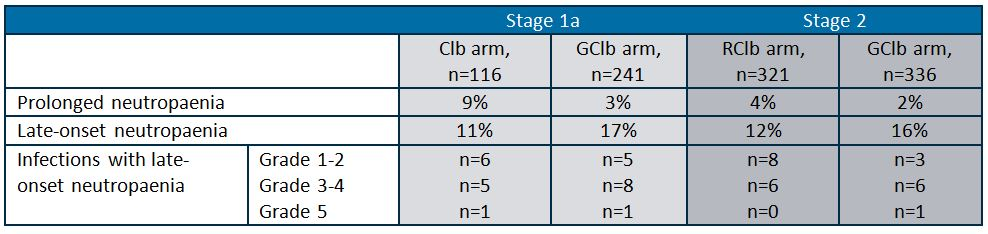 Stage 1a Stage 2
Clb arm, n=116 GClb arm, n=241 RClb arm, n=321 GClb arm, n=336
Prolonged neutropaenia 9% 3% 4% 2%
Late-onset neutropaenia 11% 17% 12% 16%
Infections with late-onset neutropaenia Grade 1-2 n=6 n=5 n=8 n=3
Grade 3-4 n=5 n=8 n=6 n=6
Grade 5 n=1 n=1 n=0 n=1